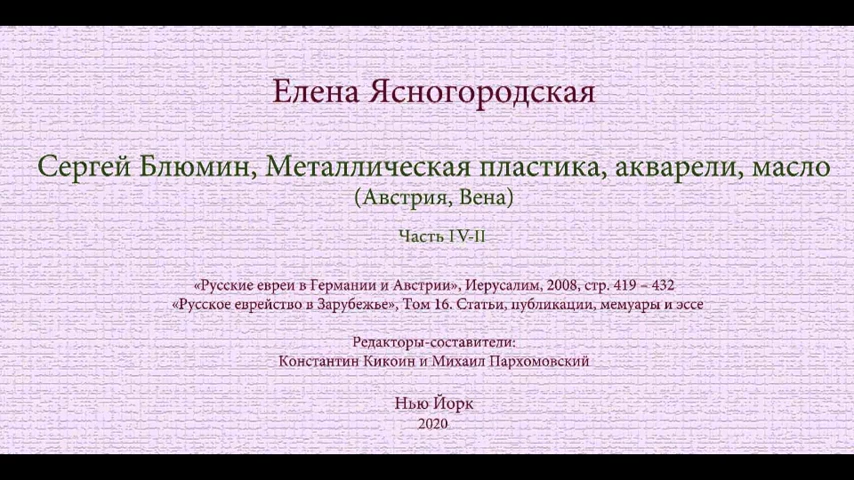 Елена Ясногородская
Сергей Блюмин, Металлическая пластика, акварели, масло
(Австрия, Вена)
Часть IV-II
«Русские евреи в Германии и Австрии», Иерусалим, 2008, стр. 419 – 432
«Русское еврейство в Зарубежье», Том 16. Статьи, публикации, мемуары и эссе
Редакторы-составители:
Константин Кикоин и Михаил Пархомовский
Нью Йорк
2020